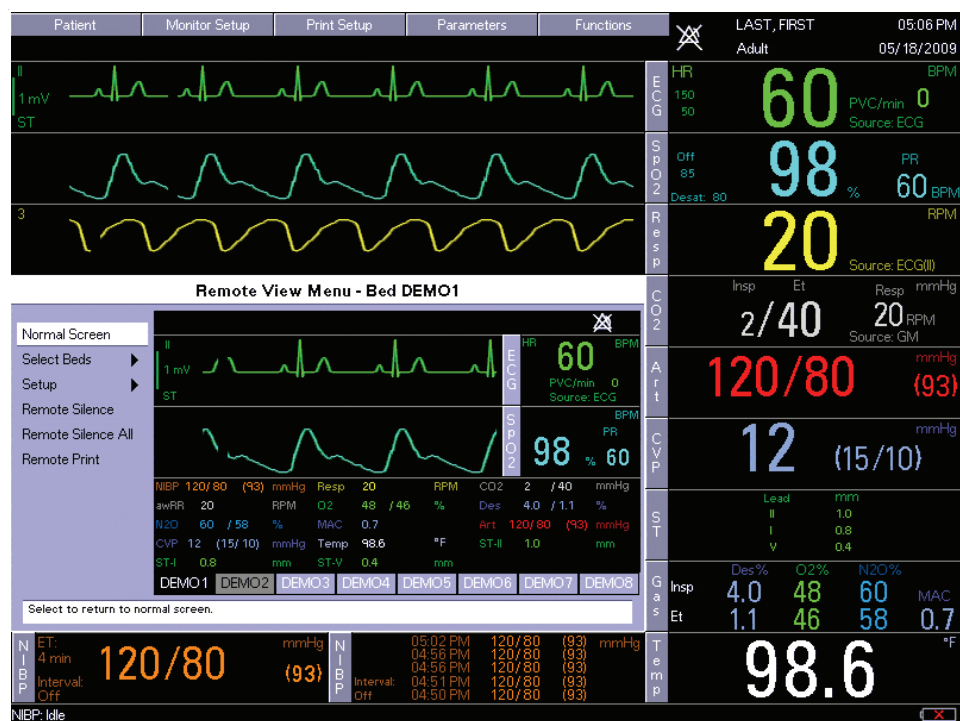 Patient Monitor Setup Print Setup Parameters Functions
LAST, FIRST 05:06 PM
Adult 05/18/2009
II
1 mV
ST
ECG
HR BPM
150
50
60
PVC/min 0
Source: ECG
SpO2
Off
85
Desat: 80
98 %
PR
60 BPM
3
Resp
RPM
20
Source: ECG(II)
Remote View Menu - Bed DEMO1
Normal Screen
Select Beds
Setup
Remote Silence
Remote Silence All
Remote Print
II
1 mV
ST
ECG
HR BPM
60
PVC/min 0
Source: ECG
SpO2
BPM
PR
98 % 60
NIBP 120/80 (93) mmHg Resp 20 RPM CO2 2 /40 mmHg
awRR 20 RPM O2 48 / 46 % Des 4.0 / 1.1 %
N2O 60 / 58 % MAC 0.7 Art 120/80 (93) mmHg
CVP 12 (15/10) mmHg Temp 98.6 °F ST-II 1.0 mm
ST-I 0.8 mm ST-V 0.4 mm
DEMO1 DEMO2 DEMO3 DEMO4 DEMO5 DEMO6 DEMO7 DEMO8
Select to return to normal screen.
CO2
Insp Et Resp mmHg
2/40 20 RPM
Source: GM
Art
mmHg
120/80 (93)
CVP
mmHg
12 (15/10)
ST
Lead mm
II 1.0
I 0.8
V 0.4
Gas
Des% O2% N2O%
Insp 4.0 48 60 MAC
Et 1.1 46 58 0.7
NIBP
ET:
4 min
Interval:
Off
120/80
mmHg
(93)
NIBP
Interval:
Off
05:02 PM 120/80 (93) mmHg
04:56 PM 120/80 (93)
04:56 PM 120/80 (93)
04:51 PM 120/80 (93)
04:50 PM 120/80 (93)
Temp
°F
98.6
NIBP: Idle